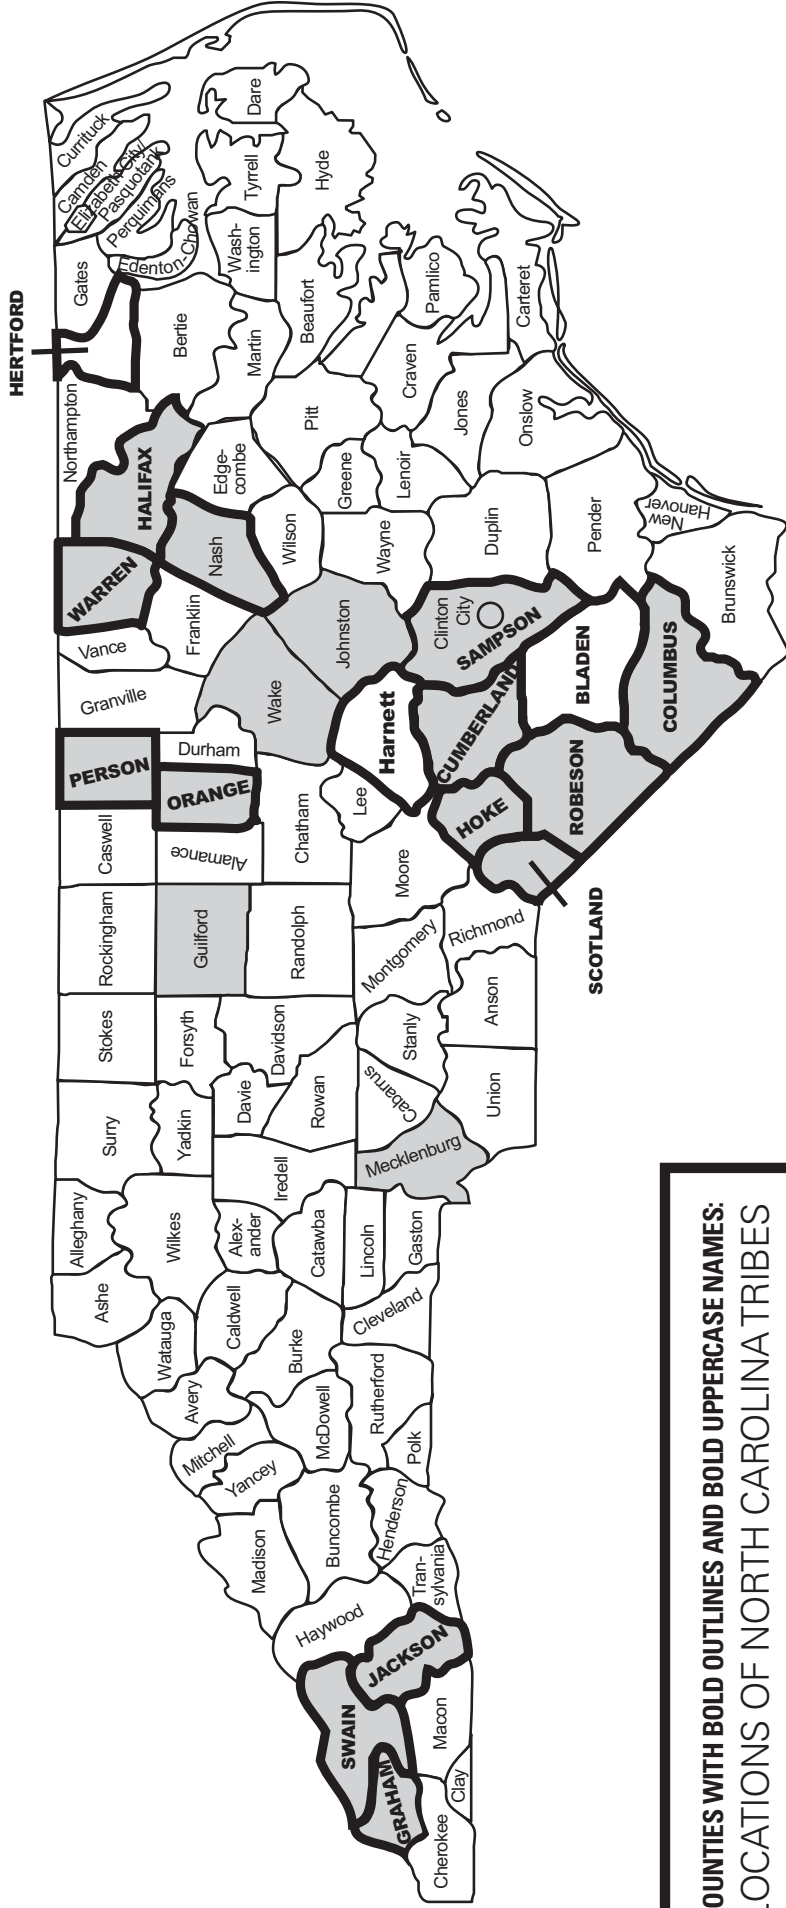 HERTFORD
Ashe
Alleghany
Surry
Stokes
Rockingham
Caswell
PERSON
Granville
Vance
WARREN
Northampton
Gates
Camden
Currituck
Elizabeth City/
Pasquotank
Perquimans
Edenton-Chowan
Watauga
Wilkes
Yadkin
Forsyth
Guilford
Alamance
ORANGE
Durham
Franklin
HALIFAX
Nash
Bertie
Mitchell
Avery
Caldwell
Alex-
ander
Iredell
Davie
Davidson
Randolph
Chatham
Wake
Edge-
combe
Martin
Wash-
ington
Tyrrell
Dare
Madison
Yancey
McDowell
Burke
Catawba
Rowan
Lee
Johnston
Wilson
Pitt
Beaufort
Hyde
SWAIN
Haywood
Buncombe
Rutherford
Lincoln
Cabarrus
Stanly
Montgomery
Moore
Harnett
Wayne
Greene
Lenoir
Craven
Pamlico
GRAHAM
JACKSON
Henderson
Polk
Cleveland
Gaston
Mecklenburg
Cherokee
Clay
Macon
Tran-
sylvania
Union
Anson
Richmond
HOKE
CUMBERLAND
Clinton
City
SAMPSON
Duplin
Jones
Onslow
Carteret
SCOTLAND
ROBESON
BLADEN
Pender
New
Hanover
COLUMBUS
Brunswick
OUNTIES WITH BOLD OUTLINES AND BOLD UPPERCASE NAMES:
LOCATIONS OF NORTH CAROLINA TRIBES